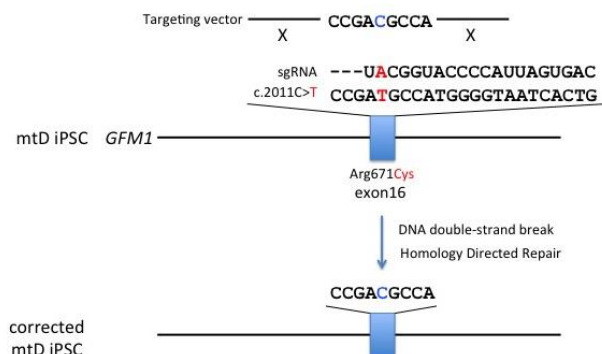 Targeting vector CCGACGCCA
X X
sgRNA ---UACGGUACCCCAUUAGUGAC
c.2011C>T CCGATGCCATGGGGTAATCACTG
mtD iPSC GFM1
Arg671Cys
exon16
DNA double-strand break
Homology Directed Repair
CCGACGCCA
corrected
mtD iPSC